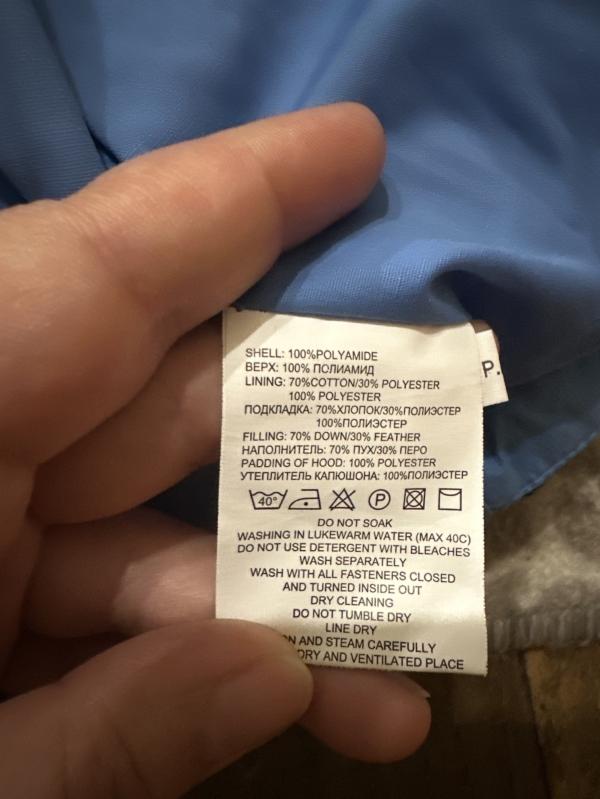 SHELL: 100%POLYAMIDE
ВЕРХ: 100% ПОЛИАМИД
LINING: 70%COTTON/30% POLYESTER
100% POLYESTER
ПОДКЛАДКА: 70%ХЛОПОК/30%ПОЛИЭСТЕР
100%ПОЛИЭСТЕР
FILLING: 70% DOWN/30% FEATHER
НАПОЛНИТЕЛЬ: 70% ПУХ/30% ПЕРО
PADDING OF HOOD: 100% POLYESTER
УТЕПЛИТЕЛЬ КАПЮШОНА: 100%ПОЛИЭСТЕР
40° P
DO NOT SOAK
WASHING IN LUKEWARM WATER (MAX 40C)
DO NOT USE DETERGENT WITH BLEACHES
WASH SEPARATELY
WASH WITH ALL FASTENERS CLOSED
AND TURNED INSIDE OUT
DRY CLEANING
DO NOT TUMBLE DRY
LINE DRY
AND STEAM CAREFULLY
DRY AND VENTILATED PLACE
P.